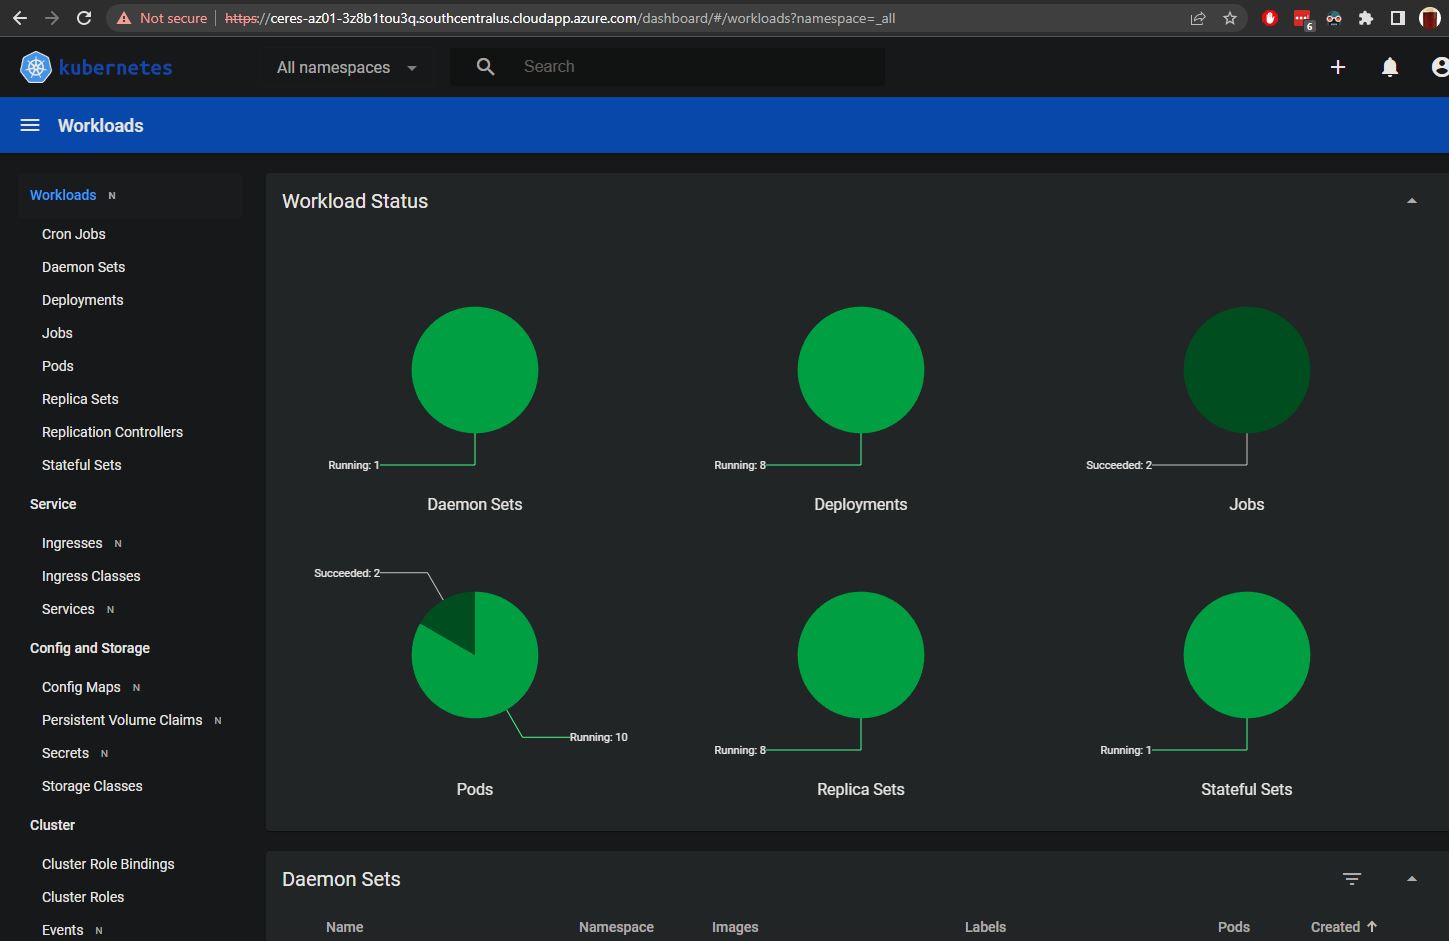 Not secure https://ceres-az01-3z8b1tou3q.southcentralus.cloudapp.azure.com/dashboard/#/workloads?namespace=_all
6
kubernetes All namespaces Search
Workloads
Workloads N
Cron Jobs
Daemon Sets
Deployments
Jobs
Pods
Replica Sets
Replication Controllers
Stateful Sets
Service
Ingresses N
Ingress Classes
Services N
Config and Storage
Config Maps N
Persistent Volume Claims N
Secrets N
Storage Classes
Cluster
Cluster Role Bindings
Cluster Roles
Events N
Workload Status
Running: 1
Daemon Sets
Running: 8
Deployments
Succeeded: 2
Jobs
Succeeded: 2
Running: 10
Pods
Running: 8
Replica Sets
Running: 1
Stateful Sets
Daemon Sets
Name Namespace Images Labels Pods Created